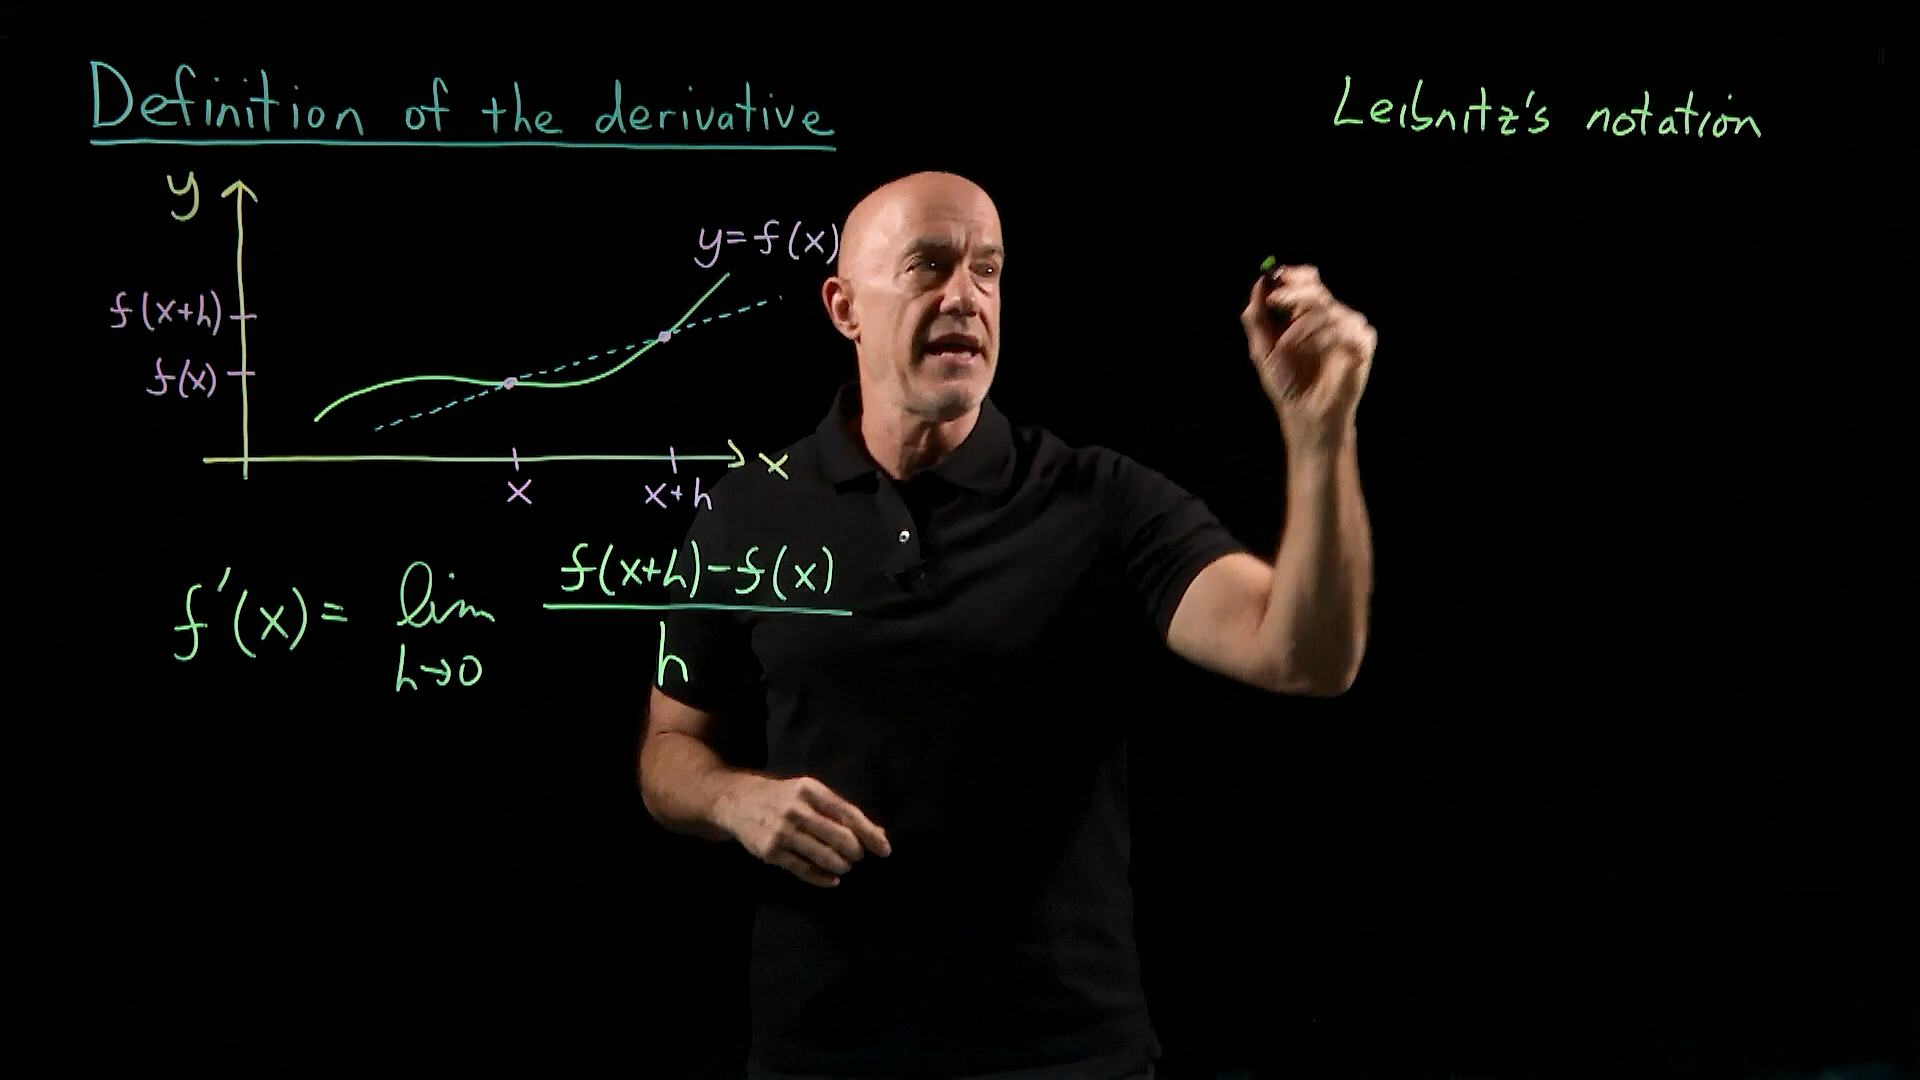 Definition of the derivative
Leibnitz's notation
y
y=f(x)
f(x+h)
f(x)
x
x
x+h
f'(x)= lim f(x+h)-f(x)
h→0 h